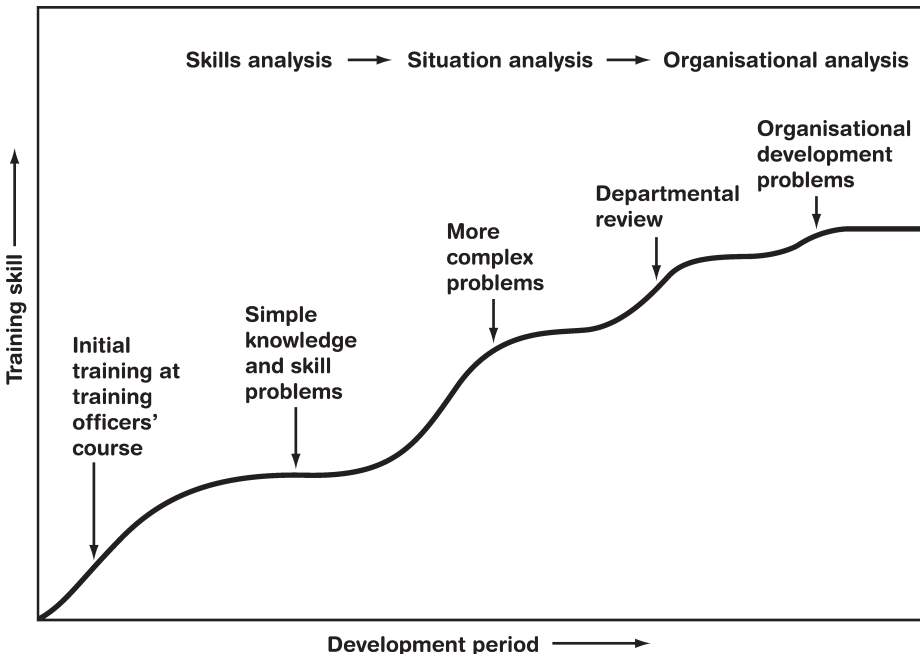 Skills analysis → Situation analysis → Organisational analysis
Organisational
development
problems
Departmental
review
More
complex
problems
Simple
knowledge
and skill
problems
Initial
training at
training
officers’
course
Training skill
Development period